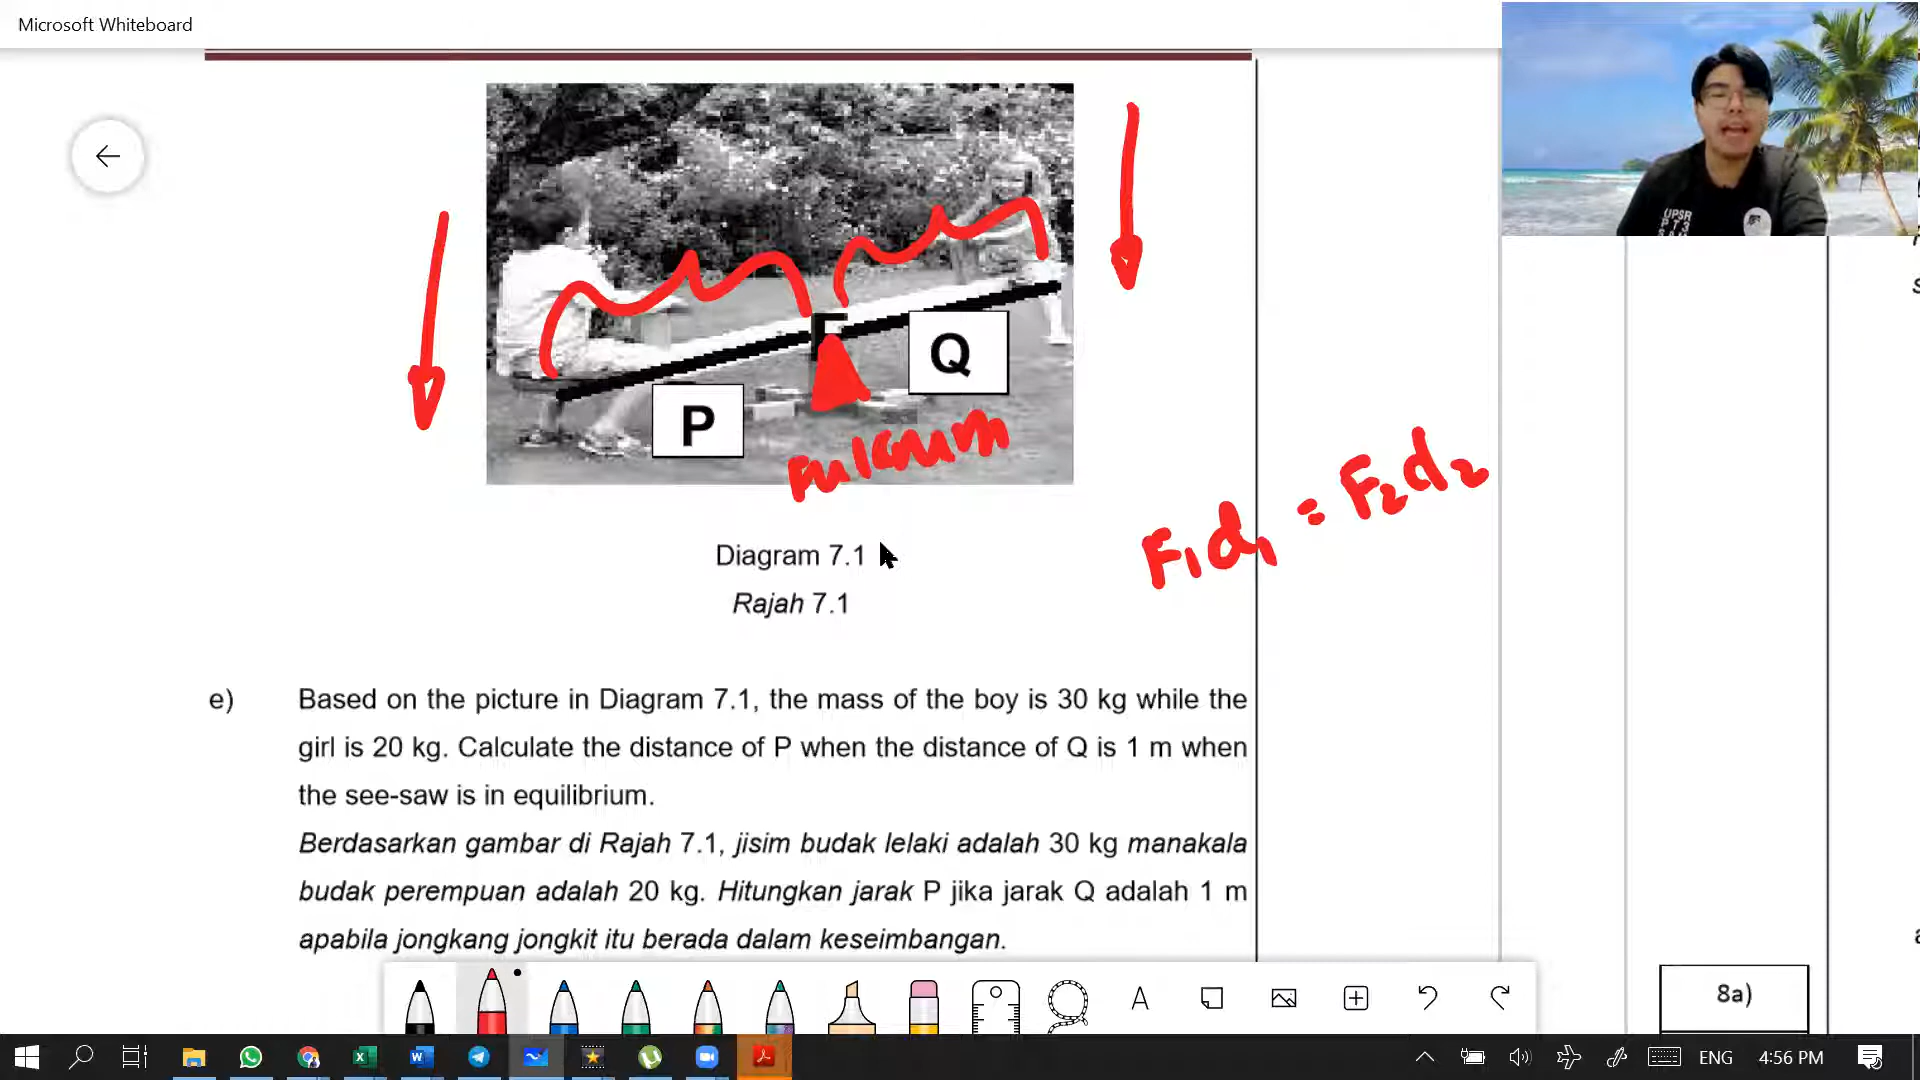 Microsoft Whiteboard
UPSR
F
Q
P
Fulcrum
F₁d₁ = F₂d₂
Diagram 7.1
Rajah 7.1
e) Based on the picture in Diagram 7.1, the mass of the boy is 30 kg while the
girl is 20 kg. Calculate the distance of P when the distance of Q is 1 m when
the see-saw is in equilibrium.
Berdasarkan gambar di Rajah 7.1, jisim budak lelaki adalah 30 kg manakala
budak perempuan adalah 20 kg. Hitungkan jarak P jika jarak Q adalah 1 m
apabila jongkang jongkit itu berada dalam keseimbangan.
8a)
ENG
4:56 PM